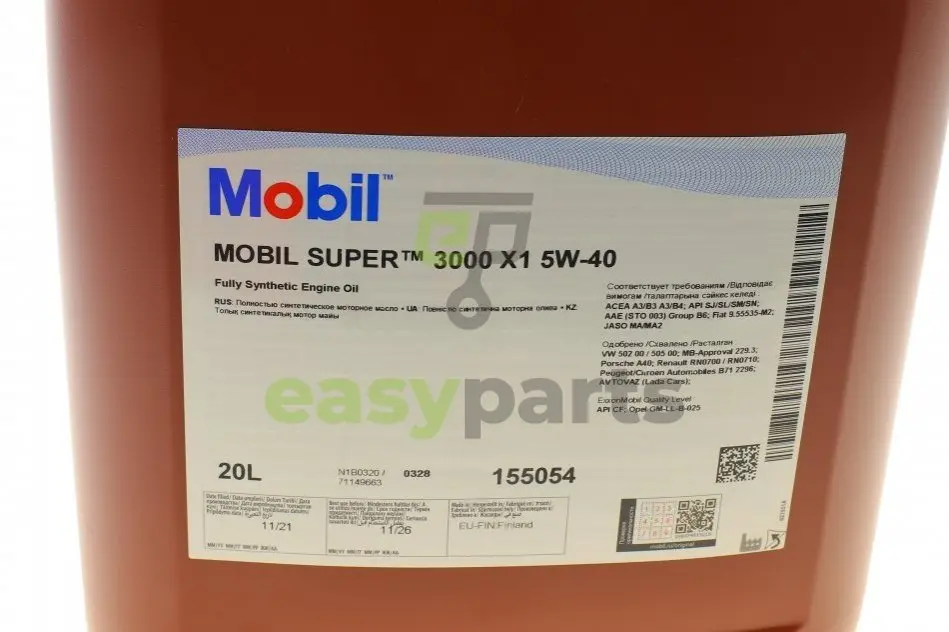 Mobil™
MOBIL SUPER™ 3000 X1 5W-40
Fully Synthetic Engine Oil
RUS: Полностью синтетическое моторное масло • UA Повністю синтетична моторна олива • KZ
Толық синтетикалық мотор майы
Соответствует требованиям /Відповідає
вимогам /талаптарына сәйкес келеді
ACEA A3/B3 A3/B4; API SJ/SL/SM/SN;
AAE (STO 003) Group B6; Fiat 9.55535-M2;
JASO MA/MA2
Одобрено /Схвалено /Расталған
VW 502 00 / 505 00; MB-Approval 229.3;
Porsche A40; Renault RN0700 / RN0710;
Peugeot/Citroen Automobiles B71 2296;
AVTOVAZ (Lada Cars);
ExxonMobil Quality Level
API CF; Opel GM-LL-B-025
easyparts
20L
N1B0320 /
71149663
0328
155054
11/21
11/26
EU-FIN:Finland
mobil.ru/original